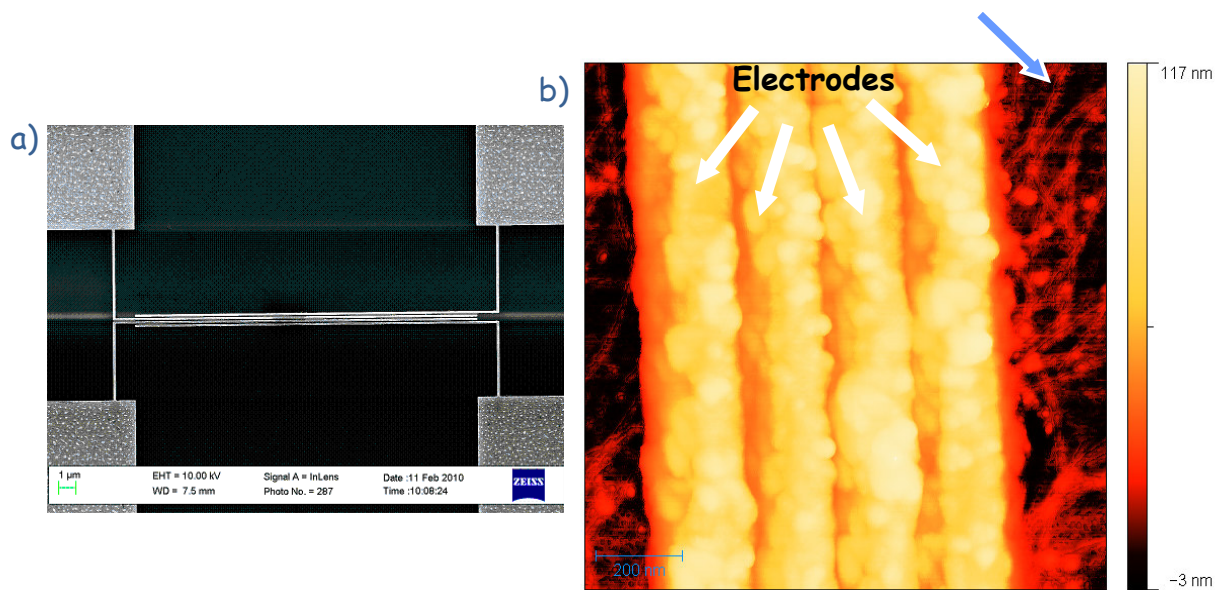 a)
1 µm
EHT = 10.00 kV
WD = 7.5 mm
Signal A = InLens
Photo No. = 287
Date :11 Feb 2010
Time :10:08:24
ZEISS
b)
Electrodes
200 nm
117 nm
−3 nm